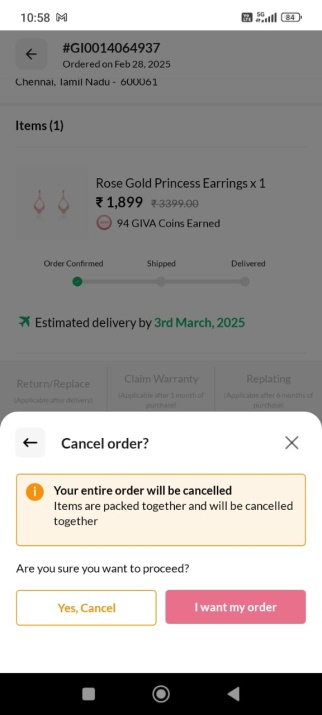 10:58
5G
84
#GI0014064937
Ordered on Feb 28, 2025
Chennai, Tamil Nadu - 600061
Items (1)
Rose Gold Princess Earrings x 1
₹ 1,899 ₹ 3399.00
94 GIVA Coins Earned
Order Confirmed Shipped Delivered
Estimated delivery by 3rd March, 2025
Return/Replace Claim Warranty Replating
(Applicable after delivery) (Applicable after 1 month of purchase) (Applicable after 6 months of purchase)
Cancel order?
Your entire order will be cancelled
Items are packed together and will be cancelled
together
Are you sure you want to proceed?
Yes, Cancel I want my order